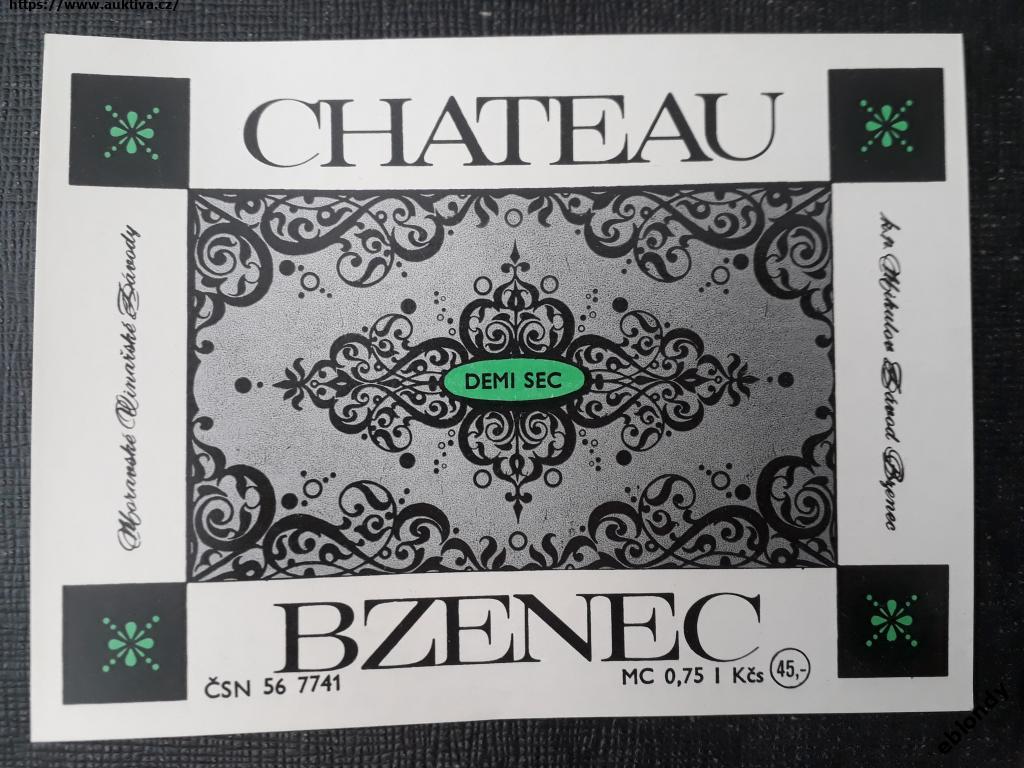 https://www.auktiva.cz/
CHATEAU
Moravské Vinařské Závody
k.p. Mikulov Závod Bzenec
DEMI SEC
BZENEC
ČSN 56 7741
MC 0,75 l Kčs 45,-
eblondy